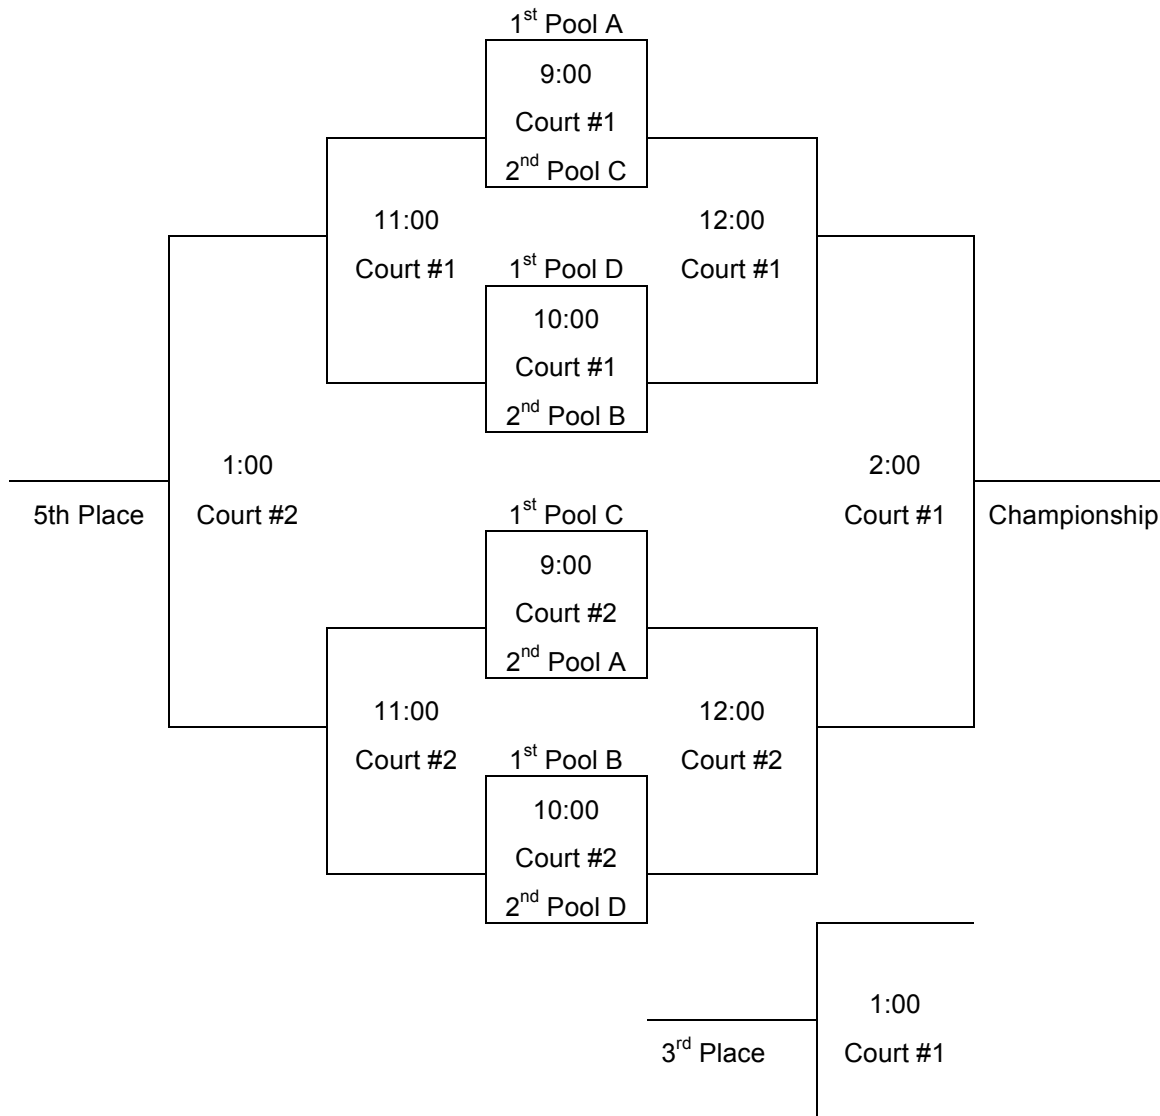 1st Pool A
9:00
Court #1
2nd Pool C
11:00
Court #1
12:00
Court #1
1st Pool D
10:00
Court #1
2nd Pool B
1:00
Court #2
5th Place
2:00
Court #1
Championship
1st Pool C
9:00
Court #2
2nd Pool A
11:00
Court #2
12:00
Court #2
1st Pool B
10:00
Court #2
2nd Pool D
1:00
Court #1
3rd Place